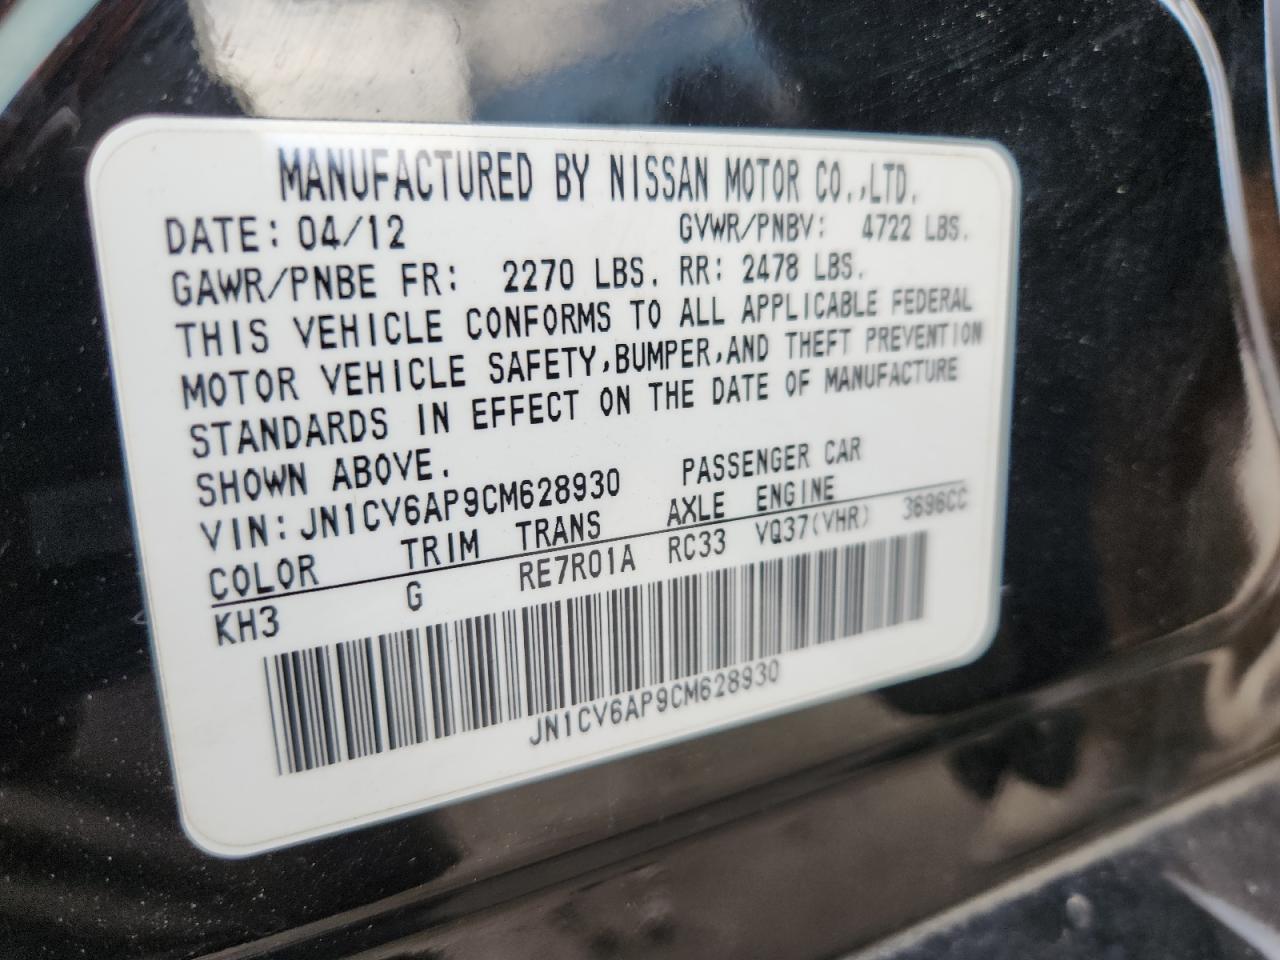 MANUFACTURED BY NISSAN MOTOR CO.,LTD.
DATE: 04/12 GVWR/PNBV: 4722 LBS.
GAWR/PNBE FR: 2270 LBS. RR: 2478 LBS.
THIS VEHICLE CONFORMS TO ALL APPLICABLE FEDERAL
MOTOR VEHICLE SAFETY,BUMPER,AND THEFT PREVENTION
STANDARDS IN EFFECT ON THE DATE OF MANUFACTURE
SHOWN ABOVE.
VIN: JN1CV6AP9CM628930 PASSENGER CAR
COLOR TRIM TRANS AXLE ENGINE
KH3 G RE7R01A RC33 VQ37(VHR) 3696CC
JN1CV6AP9CM628930